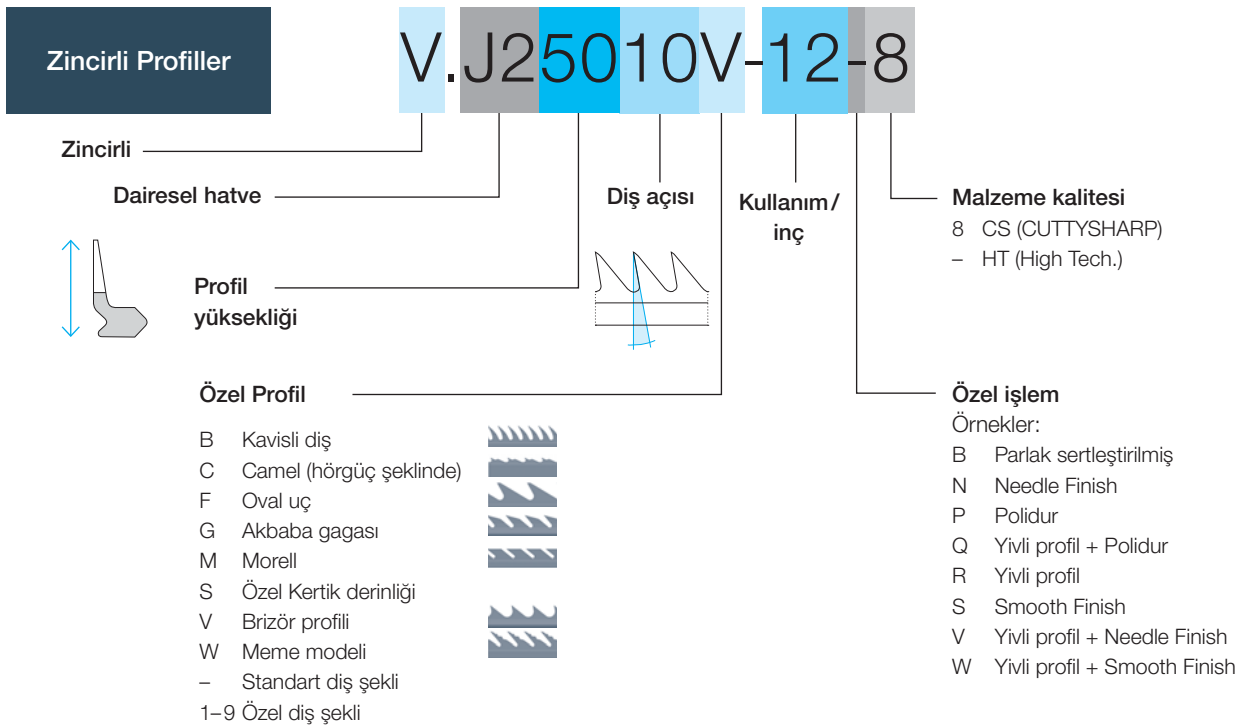 Zincirli Profiller
V.J25010V-12-8
Zincirli
Dairesel hatve
Diş açısı
Kullanım /
inç
Malzeme kalitesi
8 CS (CUTTYSHARP)
– HT (High Tech.)
Profil
yüksekliği
Özel Profil
B Kavisli diş
C Camel (hörgüç şeklinde)
F Oval uç
G Akbaba gagası
M Morell
S Özel Kertik derinliği
V Brizör profili
W Meme modeli
– Standart diş şekli
1–9 Özel diş şekli
Özel işlem
Örnekler:
B Parlak sertleştirilmiş
N Needle Finish
P Polidur
Q Yivli profil + Polidur
R Yivli profil
S Smooth Finish
V Yivli profil + Needle Finish
W Yivli profil + Smooth Finish